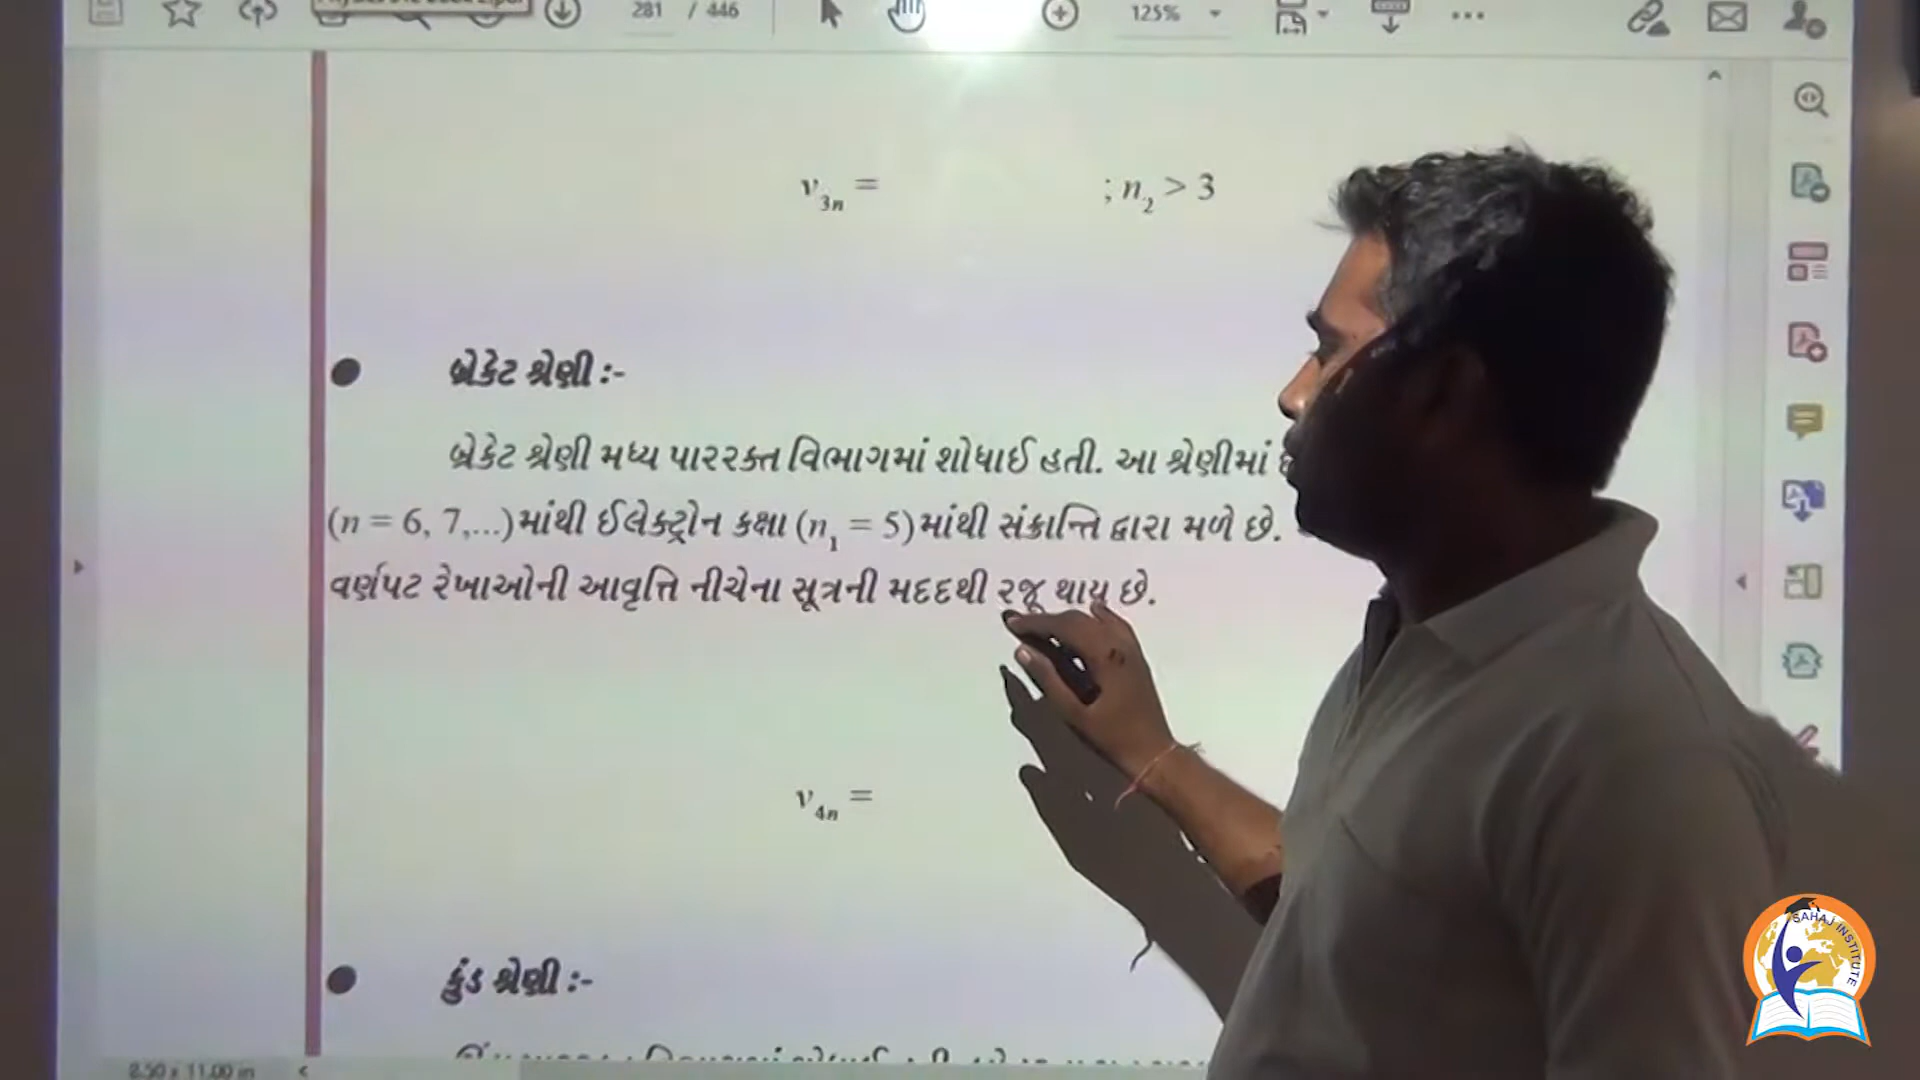 281 / 446
125%
v3n = ; n2 > 3
બ્રેકેટ શ્રેણી :-
બ્રેકેટ શ્રેણી મધ્ય પારરક્ત વિભાગમાં શોધાઈ હતી. આ શ્રેણીમાં
(n = 6, 7,...)માંથી ઈલેક્ટ્રોન કક્ષા (n1 = 5)માંથી સંક્રાન્તિ દ્વારા મળે છે.
વર્ણપટ રેખાઓની આવૃત્તિ નીચેના સૂત્રની મદદથી રજૂ થાય છે.
v4n =
કુંડ શ્રેણી :-
8.50 x 11.00 in
SAHAJ INSTITUTE